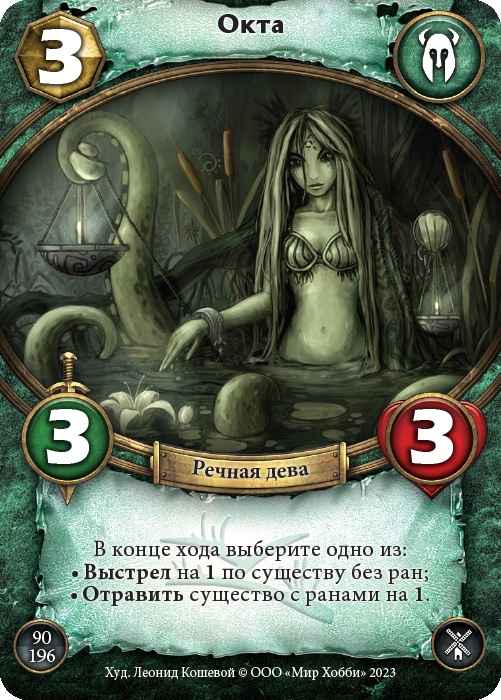 Окта
3
3
3
Речная дева
В конце хода выберите одно из:
• Выстрел на 1 по существу без ран;
• Отравить существо с ранами на 1.
90
196
Худ. Леонид Кошевой © ООО «Мир Хобби» 2023